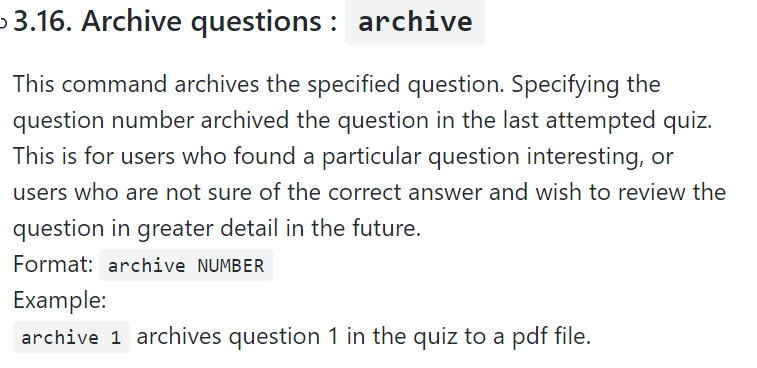 3.16. Archive questions : archive
This command archives the specified question. Specifying the
question number archived the question in the last attempted quiz.
This is for users who found a particular question interesting, or
users who are not sure of the correct answer and wish to review the
question in greater detail in the future.
Format: archive NUMBER
Example:
archive 1 archives question 1 in the quiz to a pdf file.